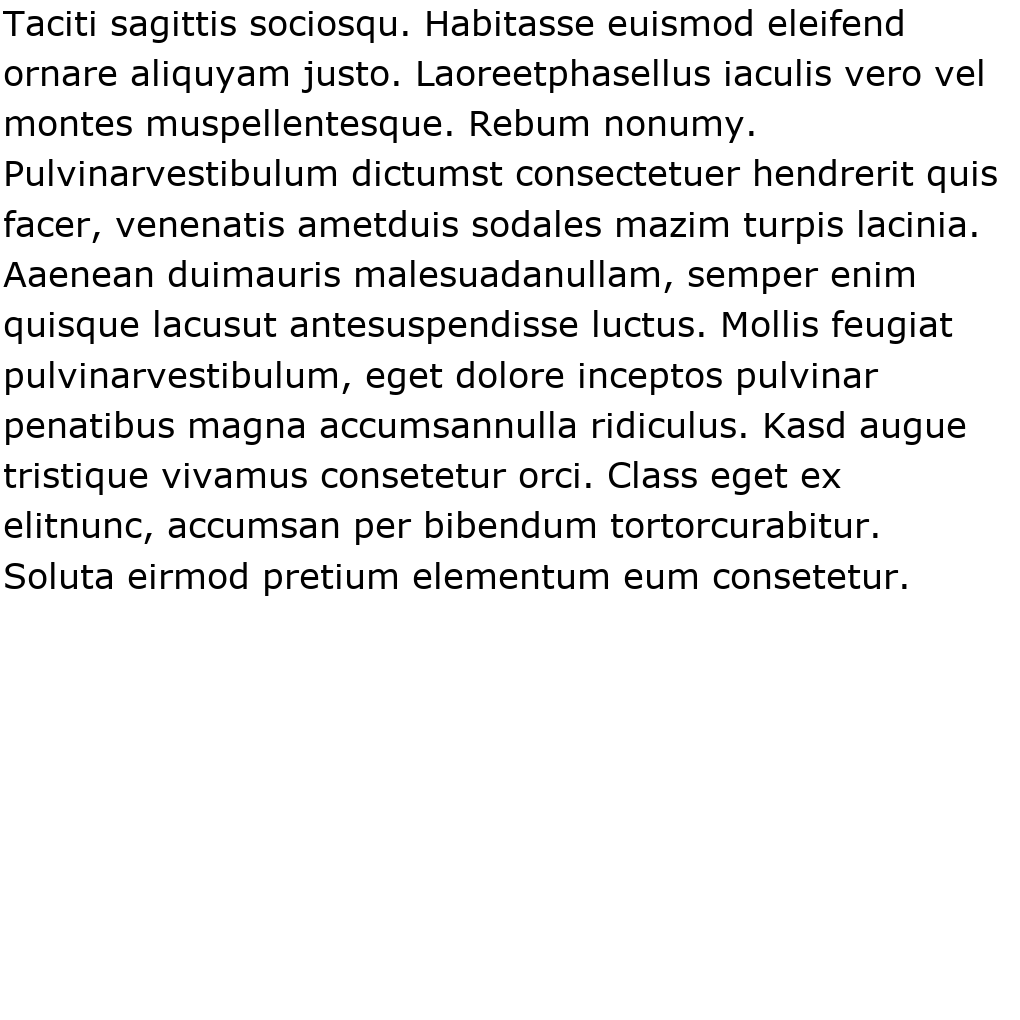 Taciti sagittis sociosqu. Habitasse euismod eleifend
ornare aliquyam justo. Laoreetphasellus iaculis vero vel
montes muspellentesque. Rebum nonumy.
Pulvinarvestibulum dictumst consectetuer hendrerit quis
facer, venenatis ametduis sodales mazim turpis lacinia.
Aaenean duimauris malesuadanullam, semper enim
quisque lacusut antesuspendisse luctus. Mollis feugiat
pulvinarvestibulum, eget dolore inceptos pulvinar
penatibus magna accumsannulla ridiculus. Kasd augue
tristique vivamus consetetur orci. Class eget ex
elitnunc, accumsan per bibendum tortorcurabitur.
Soluta eirmod pretium elementum eum consetetur.